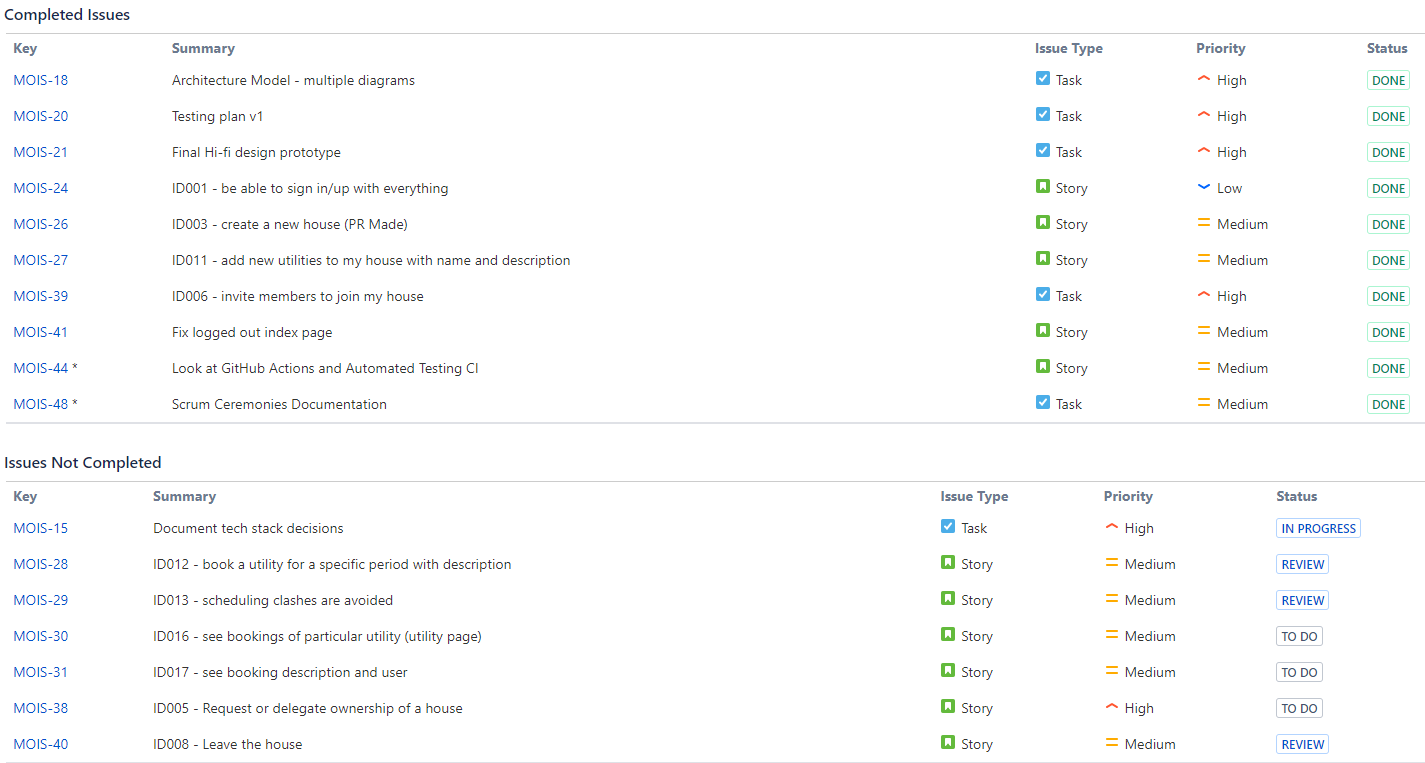 Completed Issues
Key Summary Issue Type Priority Status
MOIS-18 Architecture Model - multiple diagrams Task High DONE
MOIS-20 Testing plan v1 Task High DONE
MOIS-21 Final Hi-fi design prototype Task High DONE
MOIS-24 ID001 - be able to sign in/up with everything Story Low DONE
MOIS-26 ID003 - create a new house (PR Made) Story Medium DONE
MOIS-27 ID011 - add new utilities to my house with name and description Story Medium DONE
MOIS-39 ID006 - invite members to join my house Task High DONE
MOIS-41 Fix logged out index page Story Medium DONE
MOIS-44 * Look at GitHub Actions and Automated Testing CI Story Medium DONE
MOIS-48 * Scrum Ceremonies Documentation Task Medium DONE
Issues Not Completed
Key Summary Issue Type Priority Status
MOIS-15 Document tech stack decisions Task High IN PROGRESS
MOIS-28 ID012 - book a utility for a specific period with description Story Medium REVIEW
MOIS-29 ID013 - scheduling clashes are avoided Story Medium REVIEW
MOIS-30 ID016 - see bookings of particular utility (utility page) Story Medium TO DO
MOIS-31 ID017 - see booking description and user Story Medium TO DO
MOIS-38 ID005 - Request or delegate ownership of a house Story High TO DO
MOIS-40 ID008 - Leave the house Story Medium REVIEW